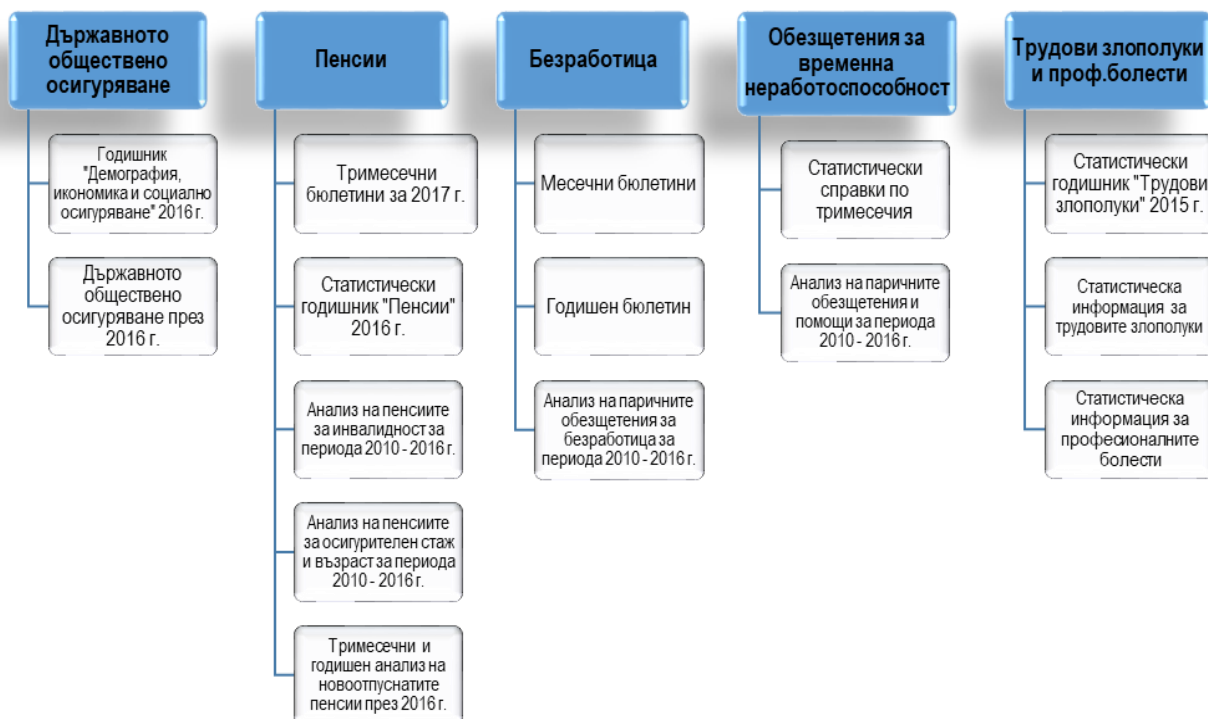 Държавното
обществено
осигуряване
Годишник
"Демография,
икономика и социално
осигуряване" 2016 г.
Държавното
обществено
осигуряване през
2016 г.
Пенсии
Тримесечни
бюлетини за 2017 г.
Статистически
годишник "Пенсии"
2016 г.
Анализ на пенсиите
за инвалидност за
периода 2010 - 2016 г.
Анализ на пенсиите
за осигурителен стаж
и възраст за периода
2010 - 2016 г.
Тримесечни и
годишен анализ на
новоотпуснатите
пенсии през 2016 г.
Безработица
Месечни бюлетини
Годишен бюлетин
Анализ на паричните
обезщетения за
безработица за
периода 2010 - 2016 г.
Обезщетения за
временна
неработоспособност
Статистически
справки по
тримесечия
Анализ на паричните
обезщетения и
помощи за периода
2010 - 2016 г.
Трудови злополуки
и проф.болести
Статистически
годишник "Трудови
злополуки" 2015 г.
Статистическа
информация за
трудовите злополуки
Статистическа
информация за
професионалните
болести